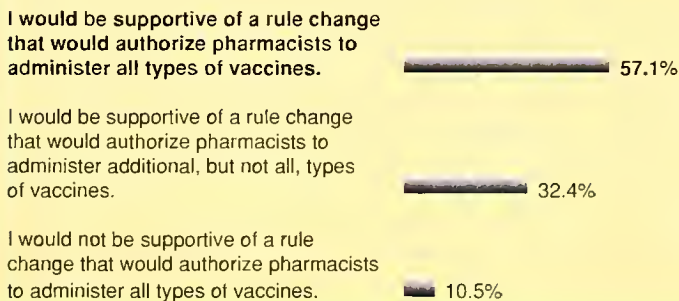 I would be supportive of a rule change
that would authorize pharmacists to
administer all types of vaccines.
57.1%
I would be supportive of a rule change
that would authorize pharmacists to
administer additional, but not all, types
of vaccines.
32.4%
I would not be supportive of a rule
change that would authorize pharmacists
to administer all types of vaccines.
10.5%